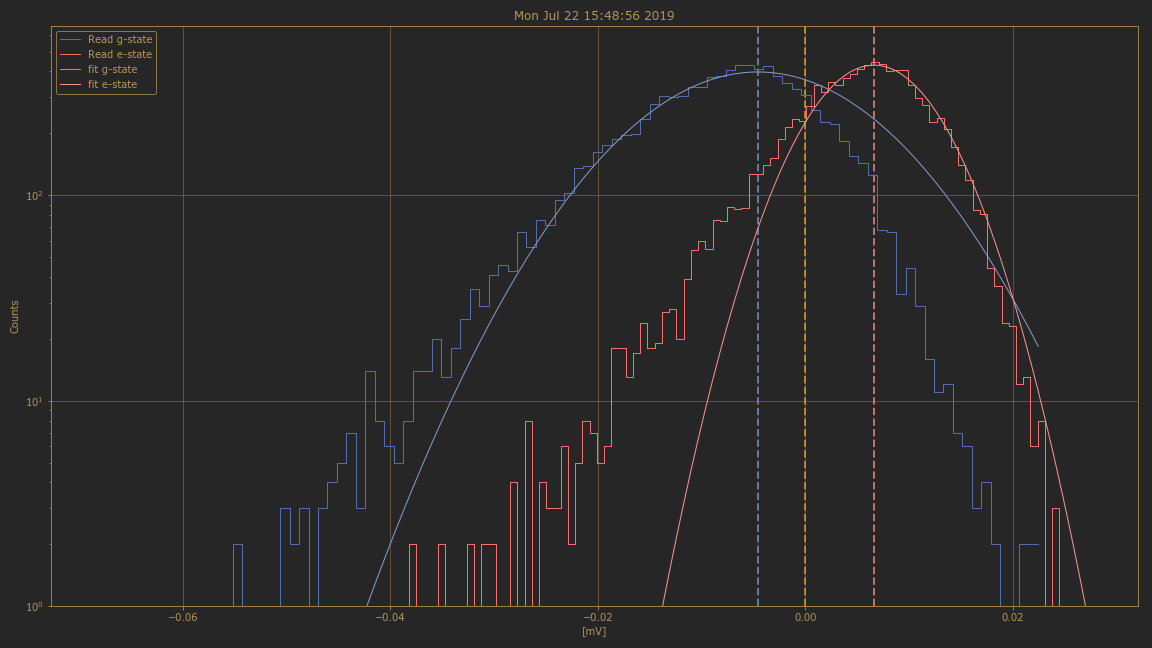 Mon Jul 22 15:48:56 2019
Read g-state
Read e-state
fit g-state
fit e-state
10²
10¹
10⁰
Counts
−0.06
−0.04
−0.02
0.00
0.02
[mV]